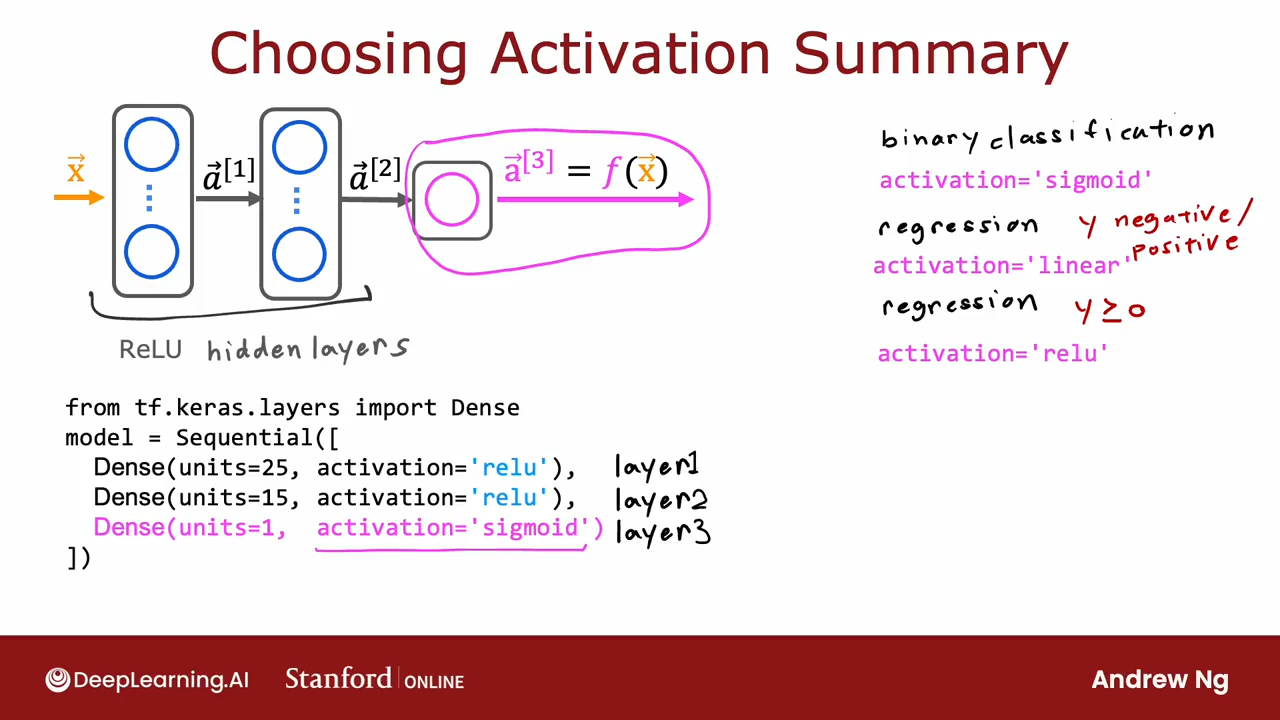 Choosing Activation Summary
x⃗
a⃗[1]
a⃗[2]
a⃗[3] = f(x⃗)
ReLU hidden layers
binary classification
activation='sigmoid'
regression y negative/
positive
activation='linear'
regression y ≥ 0
activation='relu'
from tf.keras.layers import Dense
model = Sequential([
Dense(units=25, activation='relu'), layer1
Dense(units=15, activation='relu'), layer2
Dense(units=1, activation='sigmoid') layer3
])
DeepLearning.AI Stanford | ONLINE Andrew Ng